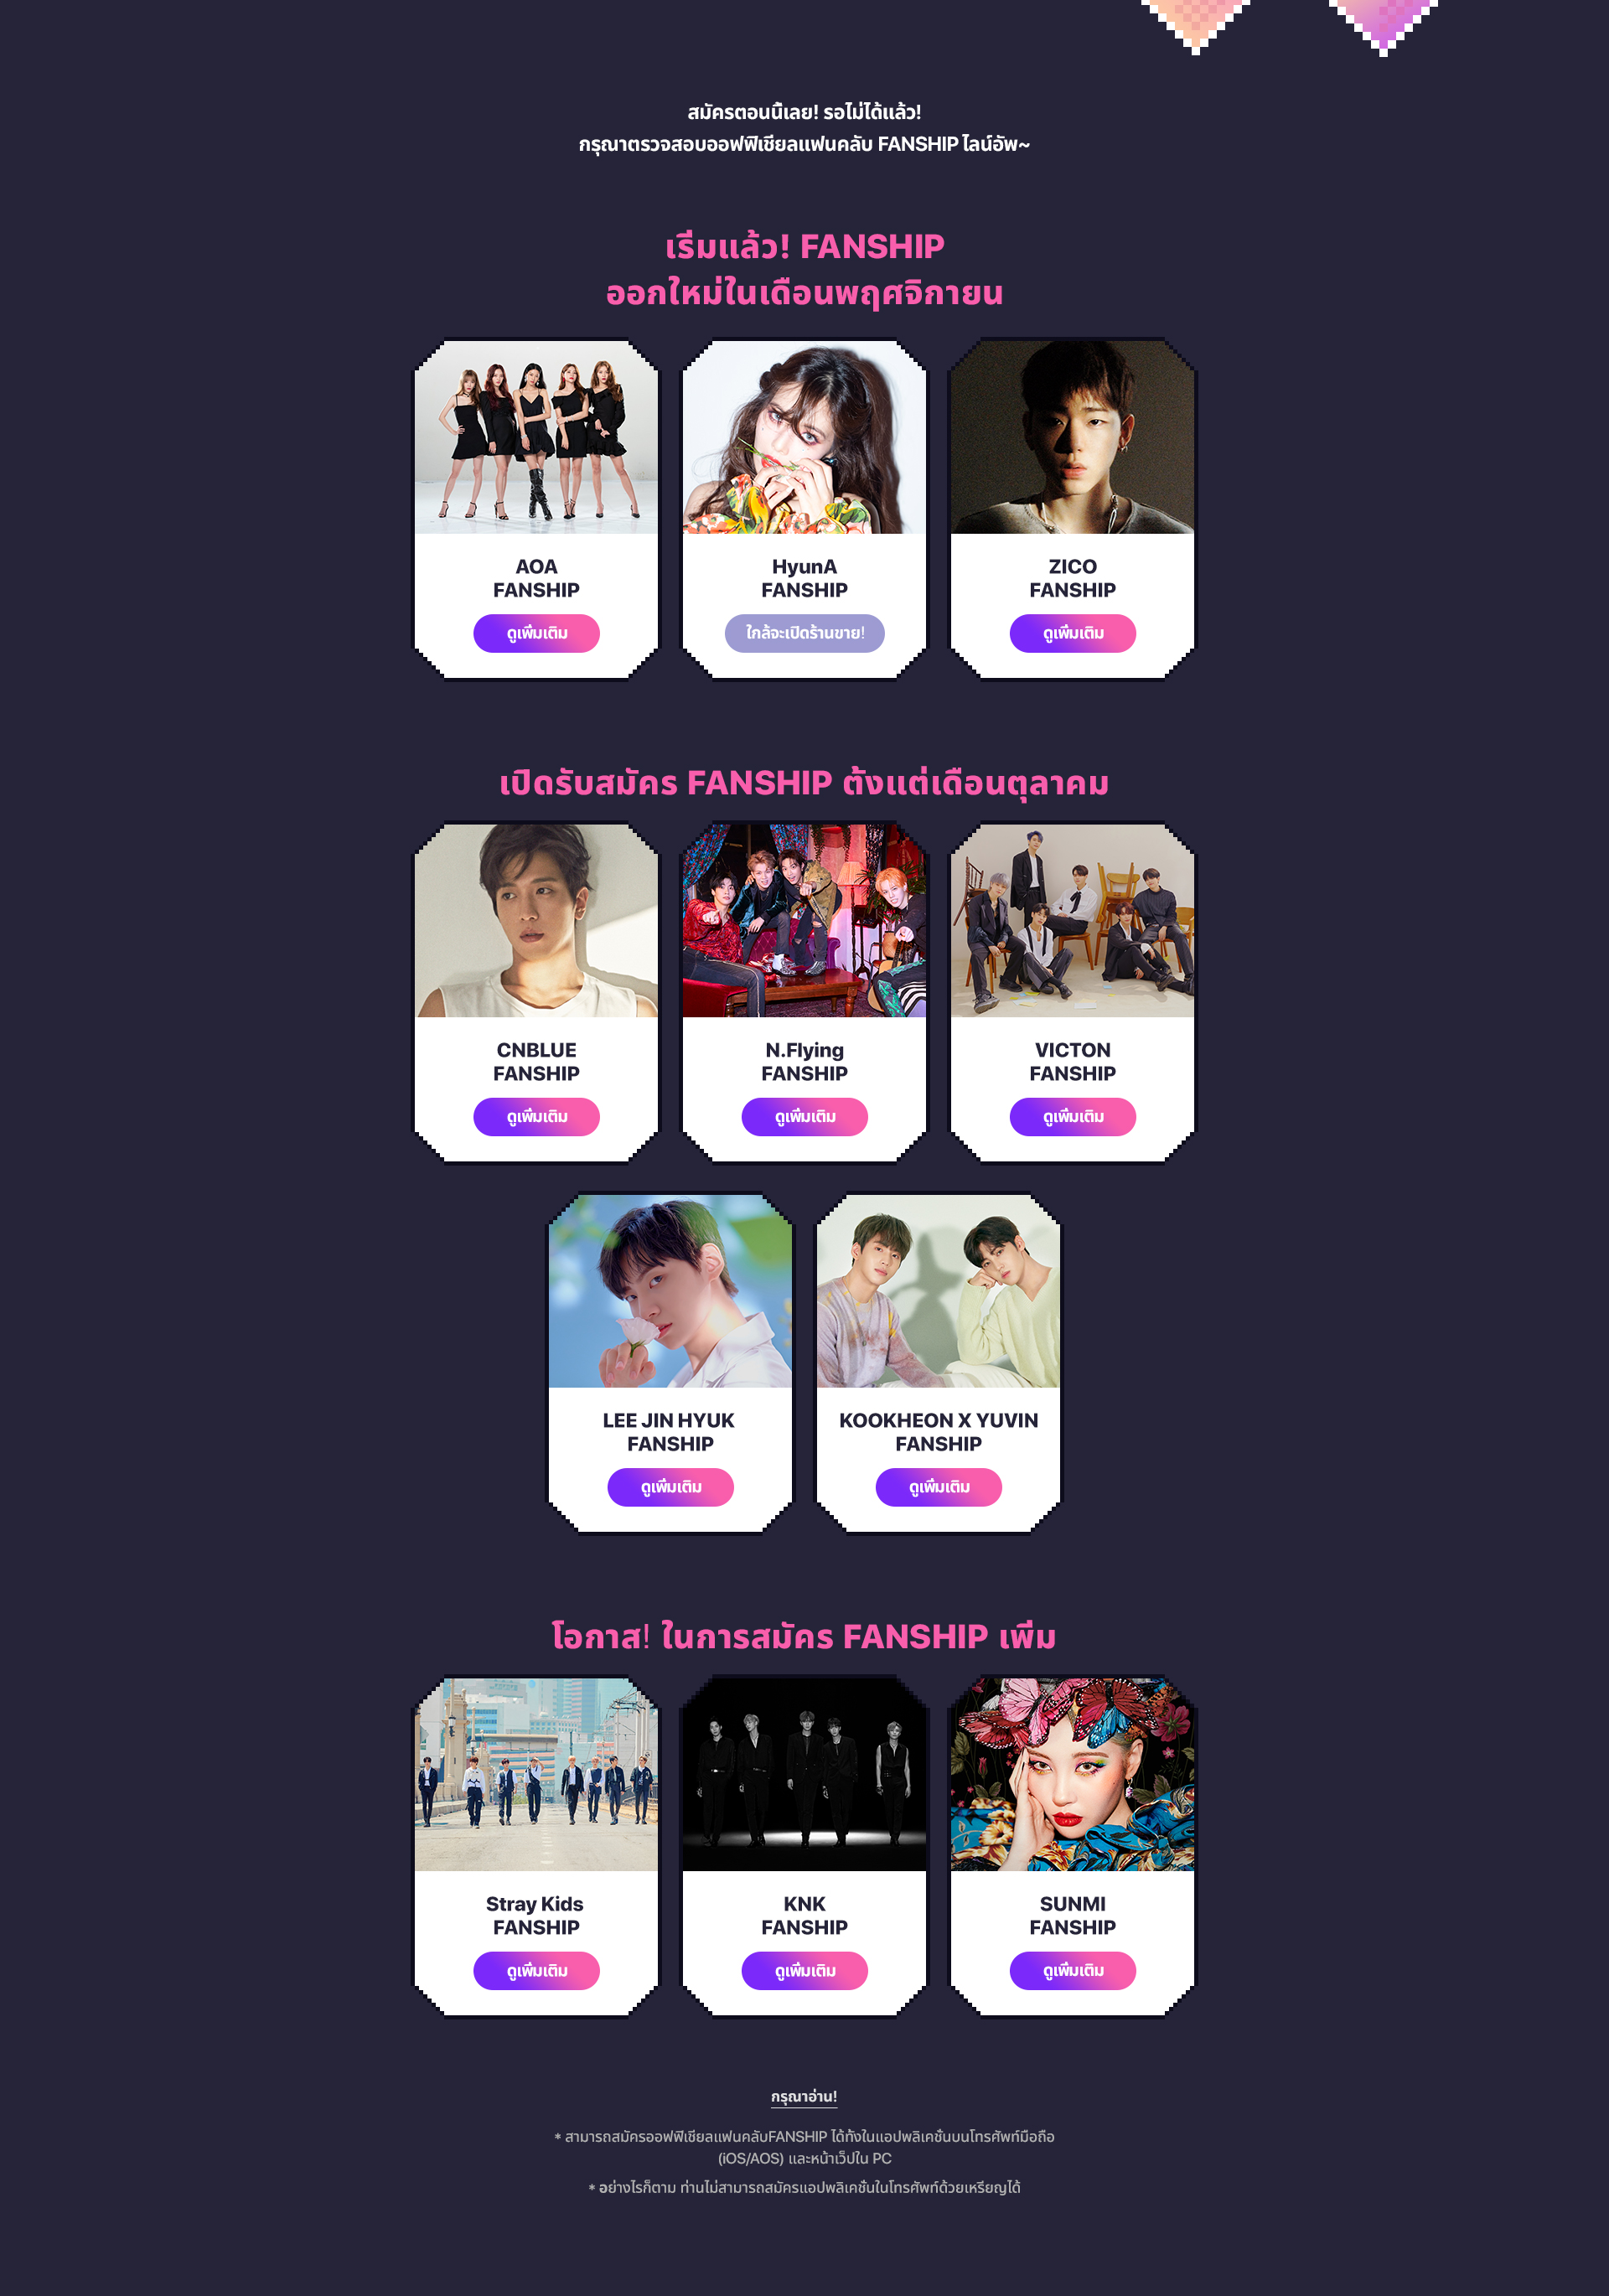 สมัครตอนนี้เลย! รอไม่ได้แล้ว!
กรุณาตรวจสอบออฟฟิเชียลแฟนคลับ FANSHIP ไลน์อัพ~
เริ่มแล้ว! FANSHIP
ออกใหม่ในเดือนพฤศจิกายน
AOA
FANSHIP
ดูเพิ่มเติม
HyunA
FANSHIP
ใกล้จะเปิดร้านขาย!
ZICO
FANSHIP
ดูเพิ่มเติม
เปิดรับสมัคร FANSHIP ตั้งแต่เดือนตุลาคม
CNBLUE
FANSHIP
ดูเพิ่มเติม
N.Flying
FANSHIP
ดูเพิ่มเติม
VICTON
FANSHIP
ดูเพิ่มเติม
LEE JIN HYUK
FANSHIP
ดูเพิ่มเติม
KOOKHEON X YUVIN
FANSHIP
ดูเพิ่มเติม
โอกาส! ในการสมัคร FANSHIP เพิ่ม
Stray Kids
FANSHIP
ดูเพิ่มเติม
KNK
FANSHIP
ดูเพิ่มเติม
SUNMI
FANSHIP
ดูเพิ่มเติม
กรุณาอ่าน!
* สามารถสมัครออฟฟิเชียลแฟนคลับFANSHIP ได้ทั้งในแอปพลิเคชั่นบนโทรศัพท์มือถือ
(iOS/AOS) และหน้าเว็ปใน PC
* อย่างไรก็ตาม ท่านไม่สามารถสมัครแอปพลิเคชั่นในโทรศัพท์ด้วยเหรียญได้